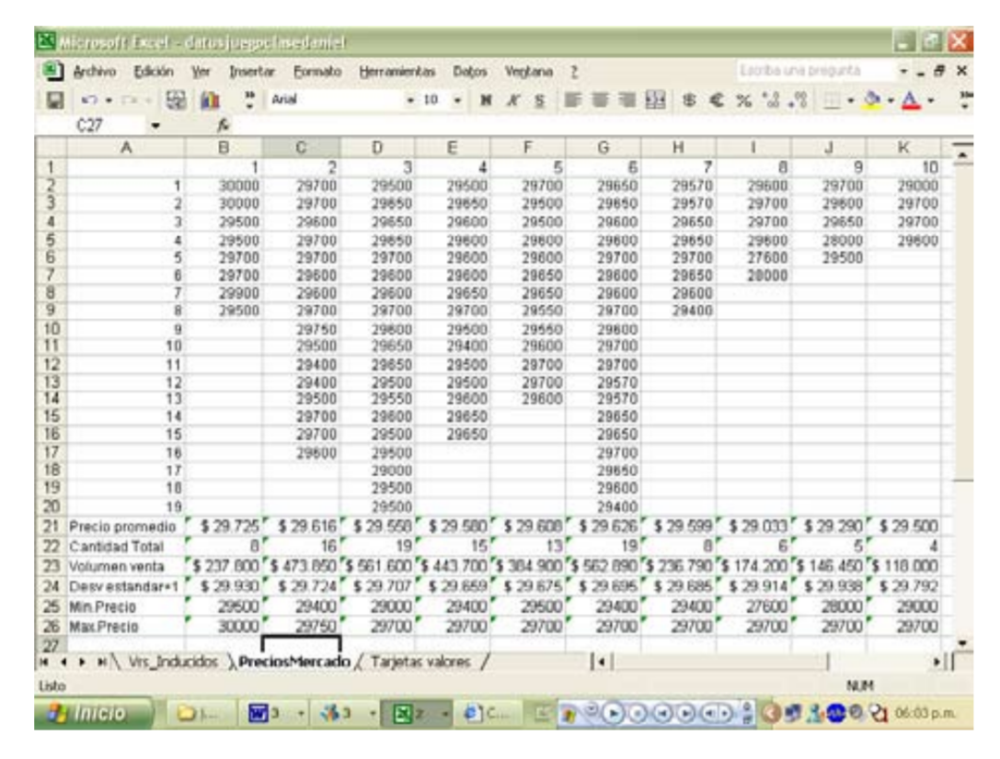 Microsoft Excel - datosjuegoclasedaniel
Archivo Edición Ver Insertar Formato Herramientas Datos Ventana ? Escriba una pregunta
Arial 10 N K S € %
C27 fx
A B C D E F G H I J K
1 1 2 3 4 5 6 7 8 9 10
2 1 30000 29700 29500 29500 29700 29650 29570 29600 29700 29000
3 2 30000 29700 29650 29650 29500 29650 29570 29700 29600 29700
4 3 29500 29600 29650 29600 29500 29600 29650 29700 29650 29700
5 4 29500 29700 29650 29600 29600 29600 29650 29600 28000 29600
6 5 29700 29700 29700 29600 29600 29700 29700 27600 29500
7 6 29700 29600 29600 29600 29650 29600 29650 28000
8 7 29900 29600 29600 29650 29650 29600 29600
9 8 29500 29700 29700 29700 29550 29700 29400
10 9 29750 29600 29500 29550 29600
11 10 29500 29650 29400 29600 29700
12 11 29400 29650 29500 29700 29700
13 12 29400 29500 29500 29700 29570
14 13 29500 29550 29600 29600 29570
15 14 29700 29600 29650 29650
16 15 29700 29500 29650 29650
17 16 29600 29500 29700
18 17 29000 29650
19 18 29500 29600
20 19 29500 29400
21 Precio promedio $ 29.725 $ 29.616 $ 29.558 $ 29.580 $ 29.608 $ 29.626 $ 29.599 $ 29.033 $ 29.290 $ 29.500
22 Cantidad Total 8 16 19 15 13 19 8 6 5 4
23 Volumen venta $ 237.800 $ 473.850 $ 561.600 $ 443.700 $ 384.900 $ 562.890 $ 236.790 $ 174.200 $ 146.450 $ 118.000
24 Desv estandar+1 $ 29.930 $ 29.724 $ 29.707 $ 29.659 $ 29.675 $ 29.695 $ 29.685 $ 29.914 $ 29.938 $ 29.792
25 Min.Precio 29500 29400 29000 29400 29500 29400 29400 27600 28000 29000
26 Max.Precio 30000 29750 29700 29700 29700 29700 29700 29700 29700 29700
27
Vrs_Inducidos PreciosMercado Tarjetas valores
Listo NUM
Inicio 3 3 2 C... 06:03 p.m.